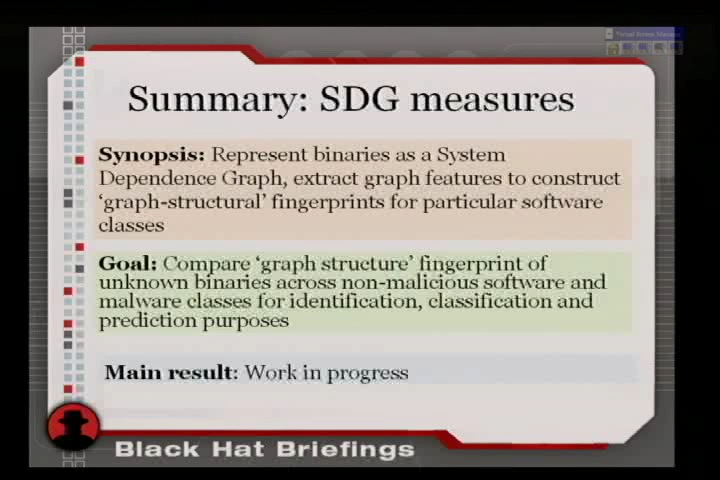 Summary: SDG measures
Synopsis: Represent binaries as a System
Dependence Graph, extract graph features to construct
‘graph-structural’ fingerprints for particular software
classes
Goal: Compare ‘graph structure’ fingerprint of
unknown binaries across non-malicious software and
malware classes for identification, classification and
prediction purposes
Main result: Work in progress
Black Hat Briefings